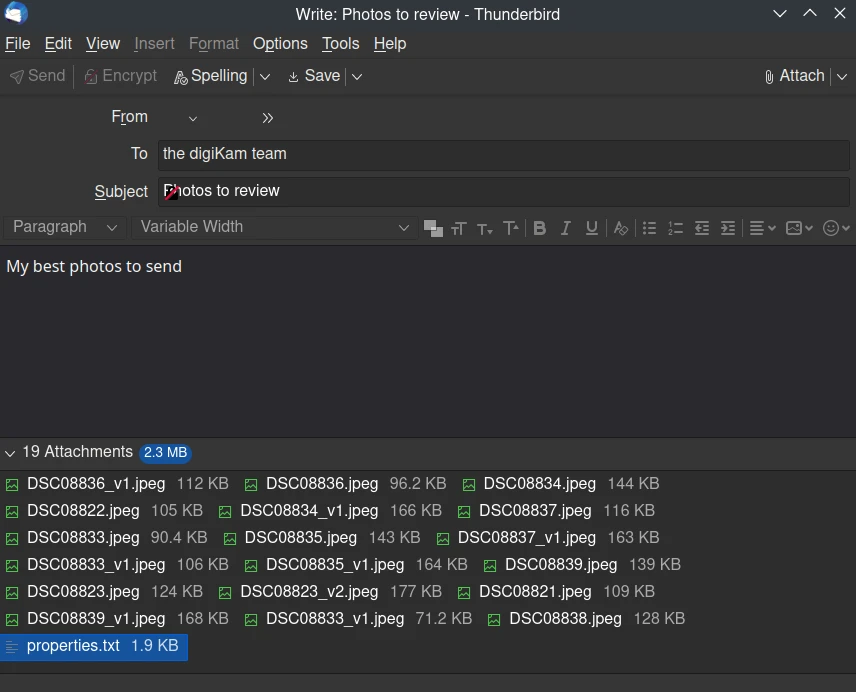 Write: Photos to review - Thunderbird
File Edit View Insert Format Options Tools Help
Send Encrypt Spelling Save Attach
From
To the digiKam team
Subject Photos to review
Paragraph Variable Width
My best photos to send
19 Attachments 2.3 MB
DSC08836_v1.jpeg 112 KB DSC08836.jpeg 96.2 KB DSC08834.jpeg 144 KB
DSC08822.jpeg 105 KB DSC08834_v1.jpeg 166 KB DSC08837.jpeg 116 KB
DSC08833.jpeg 90.4 KB DSC08835.jpeg 143 KB DSC08837_v1.jpeg 163 KB
DSC08833_v1.jpeg 106 KB DSC08835_v1.jpeg 164 KB DSC08839.jpeg 139 KB
DSC08823.jpeg 124 KB DSC08823_v2.jpeg 177 KB DSC08821.jpeg 109 KB
DSC08839_v1.jpeg 168 KB DSC08833_v1.jpeg 71.2 KB DSC08838.jpeg 128 KB
properties.txt 1.9 KB